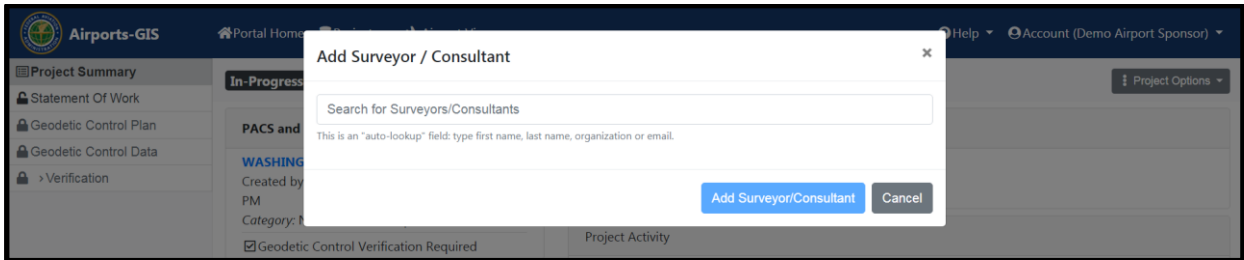 Airports-GIS
Portal Home
Help
Account (Demo Airport Sponsor)
Project Summary
Statement Of Work
Geodetic Control Plan
Geodetic Control Data
› Verification
In-Progress
Project Options
PACS and
WASHING
Created by
PM
Category:
Geodetic Control Verification Required
Project Activity
Add Surveyor / Consultant
×
Search for Surveyors/Consultants
This is an "auto-lookup" field: type first name, last name, organization or email.
Add Surveyor/Consultant
Cancel